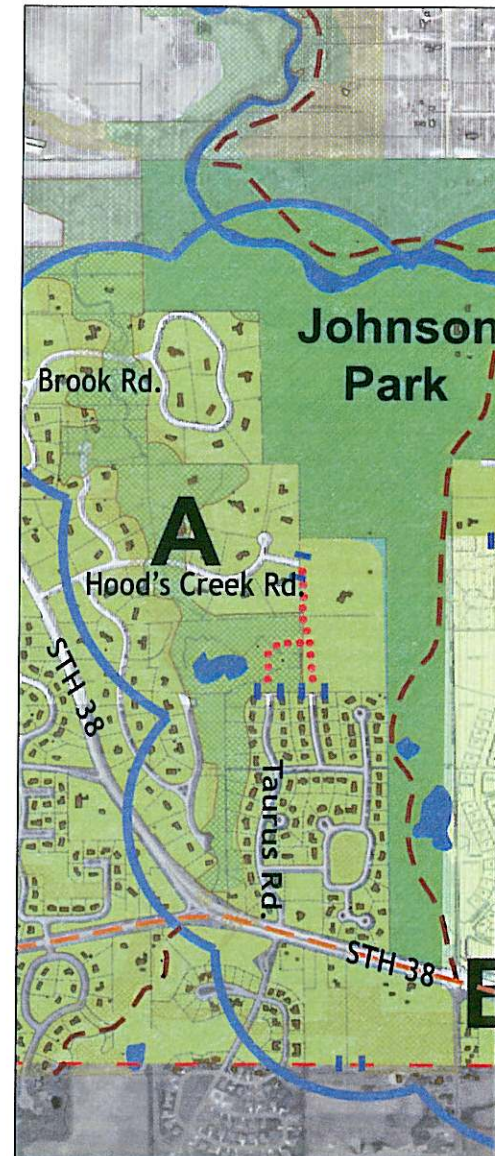 Johnson
Park
Brook Rd.
A
Hood's Creek Rd.
STH 38
Taurus Rd.
STH 38